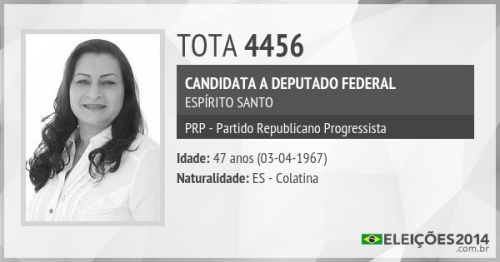 TOTA 4456
CANDIDATA A DEPUTADO FEDERAL
ESPÍRITO SANTO
PRP - Partido Republicano Progressista
Idade: 47 anos (03-04-1967)
Naturalidade: ES - Colatina
ELEIÇÕES2014
.com.br